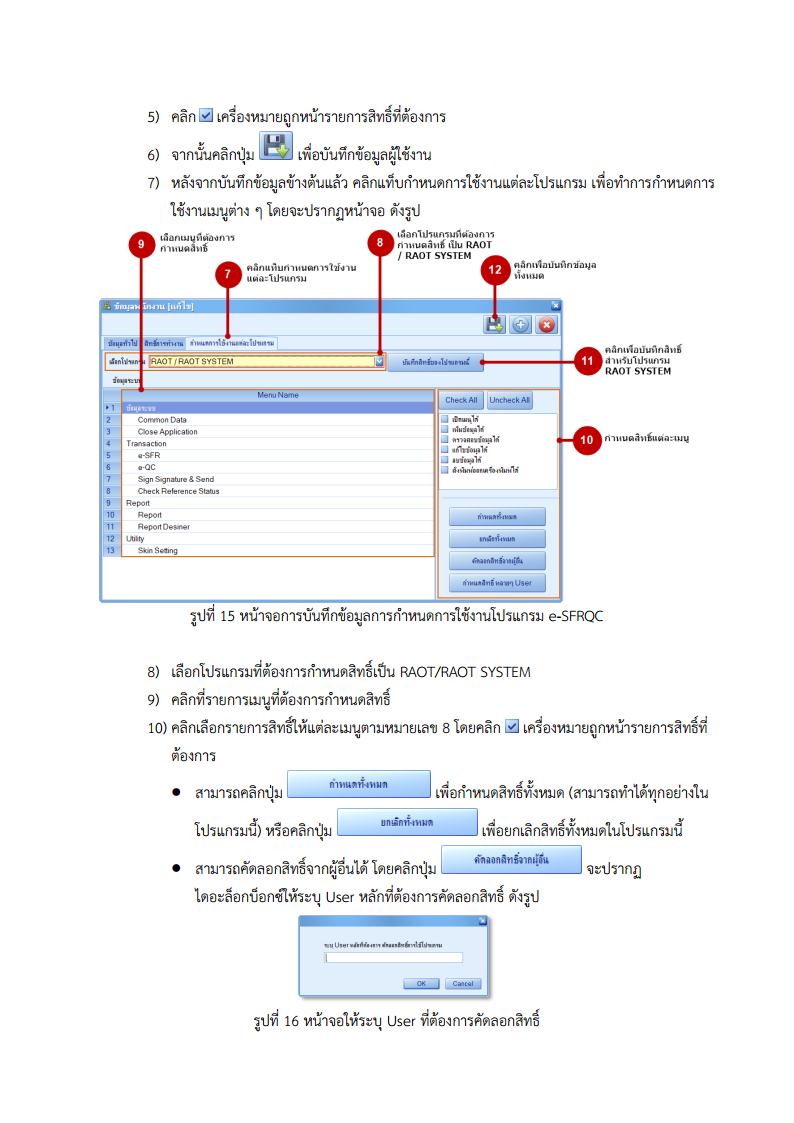 5) คลิก เครื่องหมายถูกหน้ารายการสิทธิ์ที่ต้องการ
6) จากนั้นคลิกปุ่ม เพื่อบันทึกข้อมูลผู้ใช้งาน
7) หลังจากบันทึกข้อมูลข้างต้นแล้ว คลิกแท็บกำหนดการใช้งานแต่ละโปรแกรม เพื่อทำการกำหนดการ
ใช้งานเมนูต่าง ๆ โดยจะปรากฏหน้าจอ ดังรูป
9 เลือกเมนูที่ต้องการ
กำหนดสิทธิ์
7 คลิกแท็บกำหนดการใช้งาน
แต่ละโปรแกรม
8 เลือกโปรแกรมที่ต้องการ
กำหนดสิทธิ์ เป็น RAOT
/ RAOT SYSTEM
12 คลิกเพื่อบันทึกข้อมูล
ทั้งหมด
ข้อมูลพนักงาน [แก้ไข]
ข้อมูลทั่วไป สิทธิ์การทำงาน กำหนดการใช้งานแต่ละโปรแกรม
เลือกโปรแกรม RAOT / RAOT SYSTEM บันทึกสิทธิ์ของโปรแกรมนี้
11 คลิกเพื่อบันทึกสิทธิ์
สำหรับโปรแกรม
RAOT SYSTEM
ข้อมูลระบบ
Menu Name
1 ข้อมูลระบบ
2 Common Data
3 Close Application
4 Transaction
5 e-SFR
6 e-QC
7 Sign Signature & Send
8 Check Reference Status
9 Report
10 Report
11 Report Desiner
12 Utility
13 Skin Setting
Check All Uncheck All
เปิดเมนูได้
เพิ่มข้อมูลได้
ตรวจสอบข้อมูลได้
แก้ไขข้อมูลได้
ลบข้อมูลได้
สั่งพิมพ์ออกเครื่องพิมพ์ได้
10 กำหนดสิทธิ์แต่ละเมนู
กำหนดทั้งหมด
ยกเลิกทั้งหมด
คัดลอกสิทธิ์จากผู้อื่น
กำหนดสิทธิ์ หลายๆ User
รูปที่ 15 หน้าจอการบันทึกข้อมูลการกำหนดการใช้งานโปรแกรม e-SFRQC
8) เลือกโปรแกรมที่ต้องการกำหนดสิทธิ์เป็น RAOT/RAOT SYSTEM
9) คลิกที่รายการเมนูที่ต้องการกำหนดสิทธิ์
10) คลิกเลือกรายการสิทธิ์ให้แต่ละเมนูตามหมายเลข 8 โดยคลิก เครื่องหมายถูกหน้ารายการสิทธิ์ที่
ต้องการ
● สามารถคลิกปุ่ม กำหนดทั้งหมด เพื่อกำหนดสิทธิ์ทั้งหมด (สามารถทำได้ทุกอย่างใน
โปรแกรมนี้) หรือคลิกปุ่ม ยกเลิกทั้งหมด เพื่อยกเลิกสิทธิ์ทั้งหมดในโปรแกรมนี้
● สามารถคัดลอกสิทธิ์จากผู้อื่นได้ โดยคลิกปุ่ม คัดลอกสิทธิ์จากผู้อื่น จะปรากฏ
ไดอะล็อกบ็อกซ์ให้ระบุ User หลักที่ต้องการคัดลอกสิทธิ์ ดังรูป
ระบุ User หลักที่ต้องการ คัดลอกสิทธิ์การใช้โปรแกรม
OK Cancel
รูปที่ 16 หน้าจอให้ระบุ User ที่ต้องการคัดลอกสิทธิ์